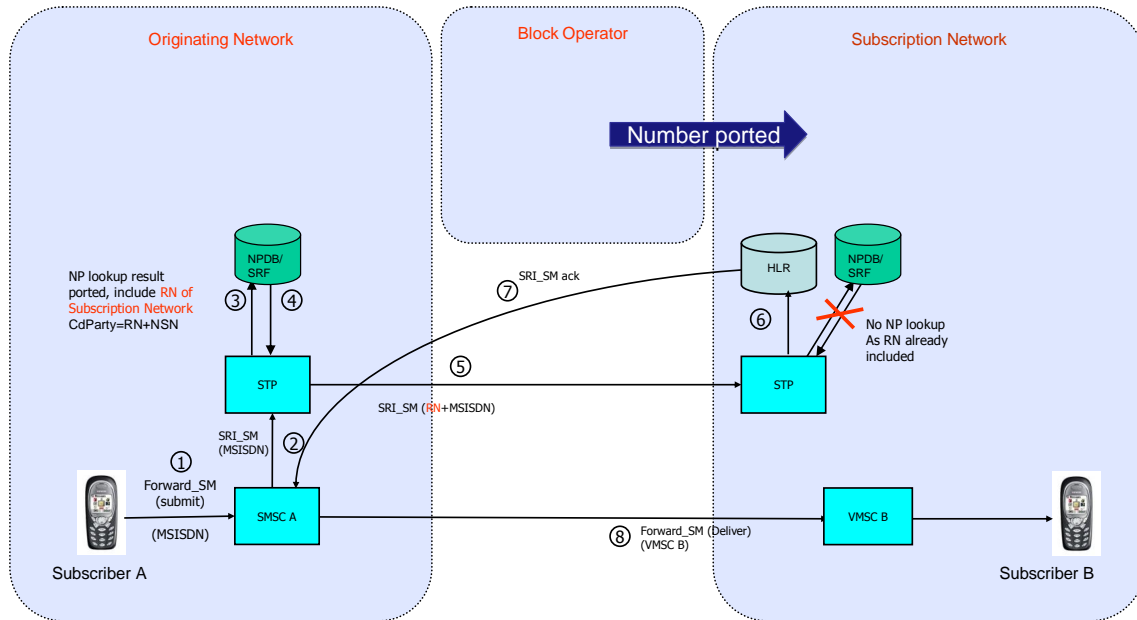 Originating Network
Block Operator
Subscription Network
Number ported
NPDB/
SRF
NP lookup result
ported, include RN of
Subscription Network
CdParty=RN+NSN
3
4
7
SRI_SM ack
HLR
NPDB/
SRF
6
No NP lookup
As RN already
included
STP
5
STP
SRI_SM (RN+MSISDN)
SRI_SM
(MSISDN)
2
1
Forward_SM
(submit)
(MSISDN)
SMSC A
8
Forward_SM (Deliver)
(VMSC B)
VMSC B
Subscriber A
Subscriber B